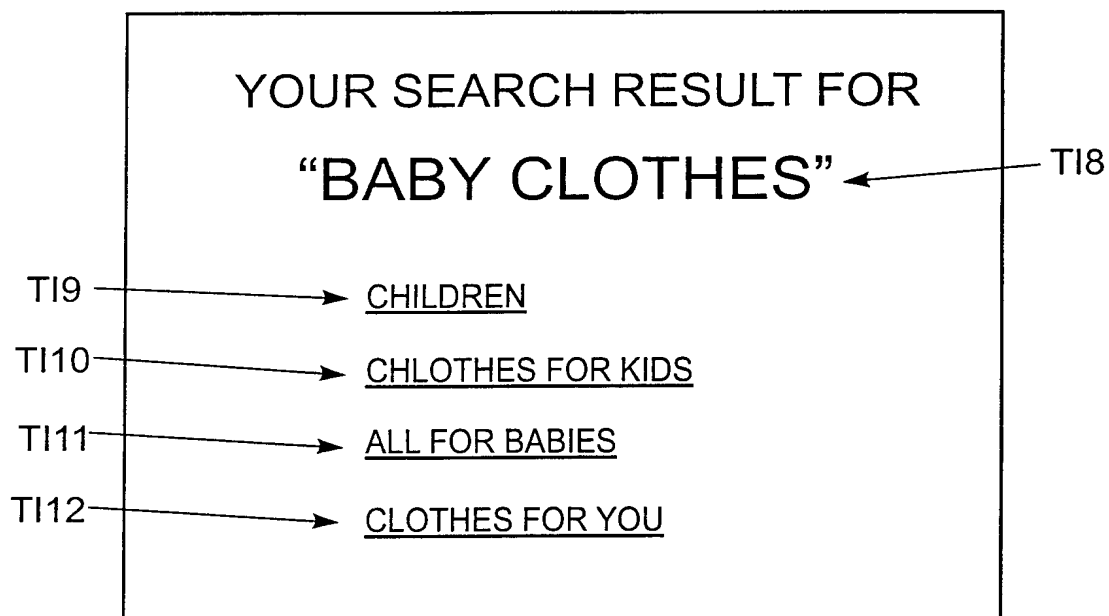 YOUR SEARCH RESULT FOR
“BABY CLOTHES”
TI8
TI9
CHILDREN
TI10
CHLOTHES FOR KIDS
TI11
ALL FOR BABIES
TI12
CLOTHES FOR YOU